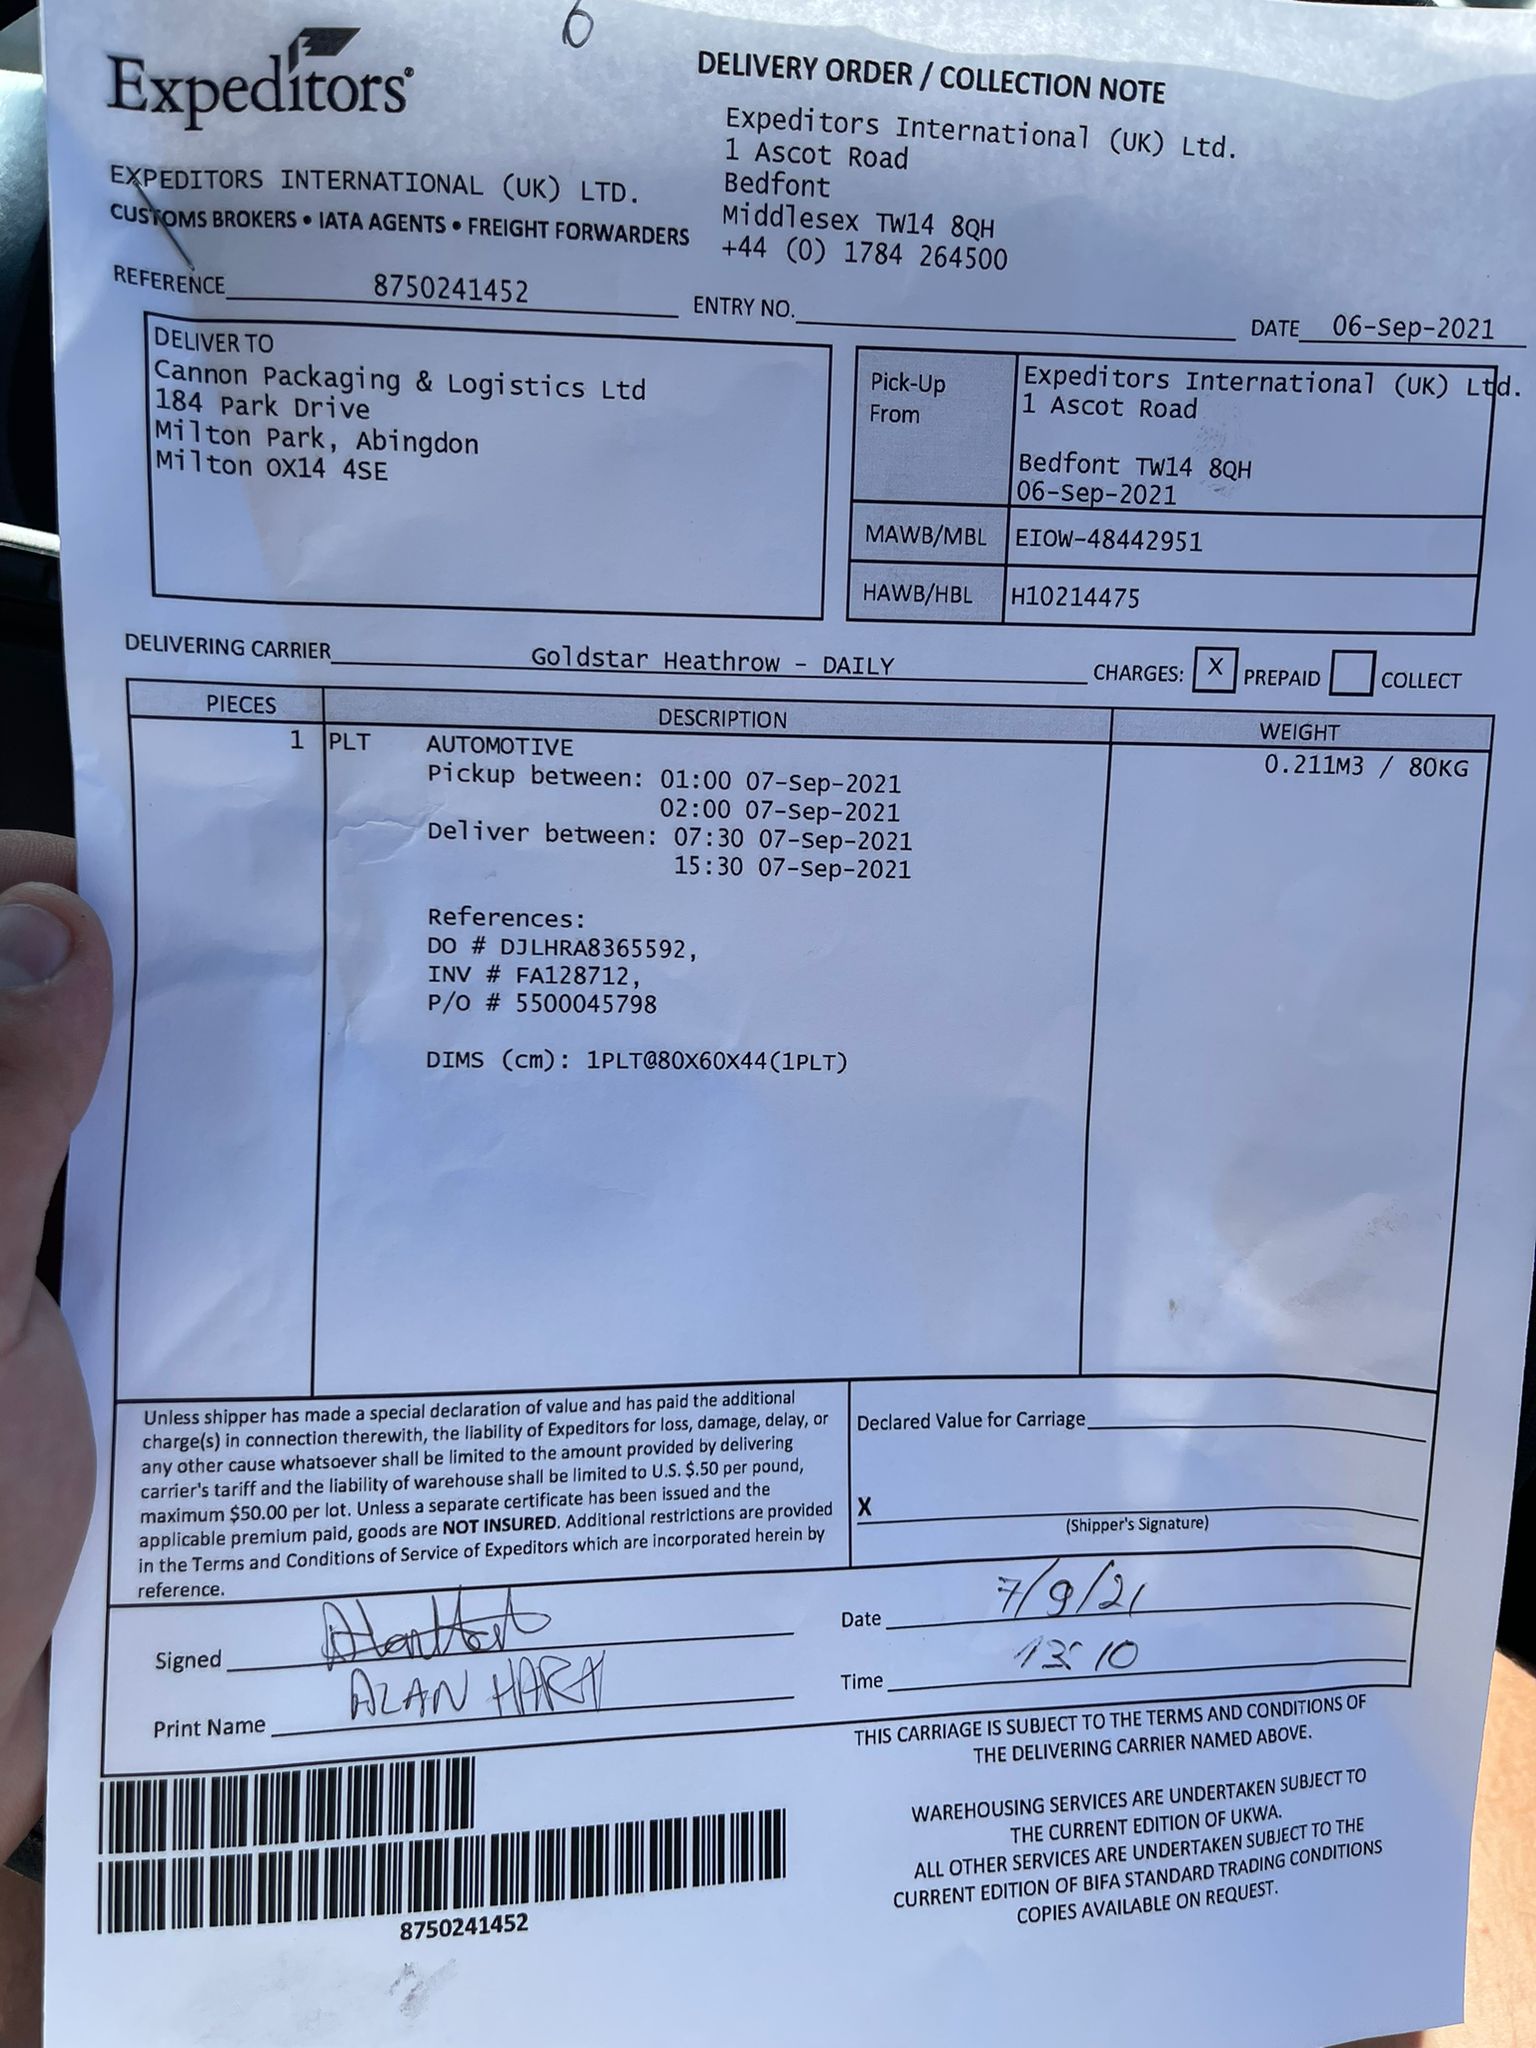 6
Expeditors®
DELIVERY ORDER / COLLECTION NOTE
Expeditors International (UK) Ltd.
1 Ascot Road
Bedfont
Middlesex TW14 8QH
+44 (0) 1784 264500
EXPEDITORS INTERNATIONAL (UK) LTD.
CUSTOMS BROKERS • IATA AGENTS • FREIGHT FORWARDERS
REFERENCE 8750241452 ENTRY NO. DATE 06-Sep-2021
DELIVER TO
Cannon Packaging & Logistics Ltd
184 Park Drive
Milton Park, Abingdon
Milton OX14 4SE
Pick-Up From
Expeditors International (UK) Ltd.
1 Ascot Road
Bedfont TW14 8QH
06-Sep-2021
MAWB/MBL EIOW-48442951
HAWB/HBL H10214475
DELIVERING CARRIER Goldstar Heathrow - DAILY CHARGES: X PREPAID COLLECT
PIECES DESCRIPTION WEIGHT
1 PLT AUTOMOTIVE 0.211M3 / 80KG
Pickup between: 01:00 07-Sep-2021
02:00 07-Sep-2021
Deliver between: 07:30 07-Sep-2021
15:30 07-Sep-2021
References:
DO # DJLHRA8365592,
INV # FA128712,
P/O # 5500045798
DIMS (cm): 1PLT@80X60X44(1PLT)
Unless shipper has made a special declaration of value and has paid the additional
charge(s) in connection therewith, the liability of Expeditors for loss, damage, delay, or
any other cause whatsoever shall be limited to the amount provided by delivering
carrier's tariff and the liability of warehouse shall be limited to U.S. $.50 per pound,
maximum $50.00 per lot. Unless a separate certificate has been issued and the
applicable premium paid, goods are NOT INSURED. Additional restrictions are provided
in the Terms and Conditions of Service of Expeditors which are incorporated herein by
reference.
Declared Value for Carriage
X
(Shipper's Signature)
Signed
Print Name ALAN HART
Date 7/9/21
Time 13:10
THIS CARRIAGE IS SUBJECT TO THE TERMS AND CONDITIONS OF
THE DELIVERING CARRIER NAMED ABOVE.
WAREHOUSING SERVICES ARE UNDERTAKEN SUBJECT TO
THE CURRENT EDITION OF UKWA.
ALL OTHER SERVICES ARE UNDERTAKEN SUBJECT TO THE
CURRENT EDITION OF BIFA STANDARD TRADING CONDITIONS
COPIES AVAILABLE ON REQUEST.
8750241452